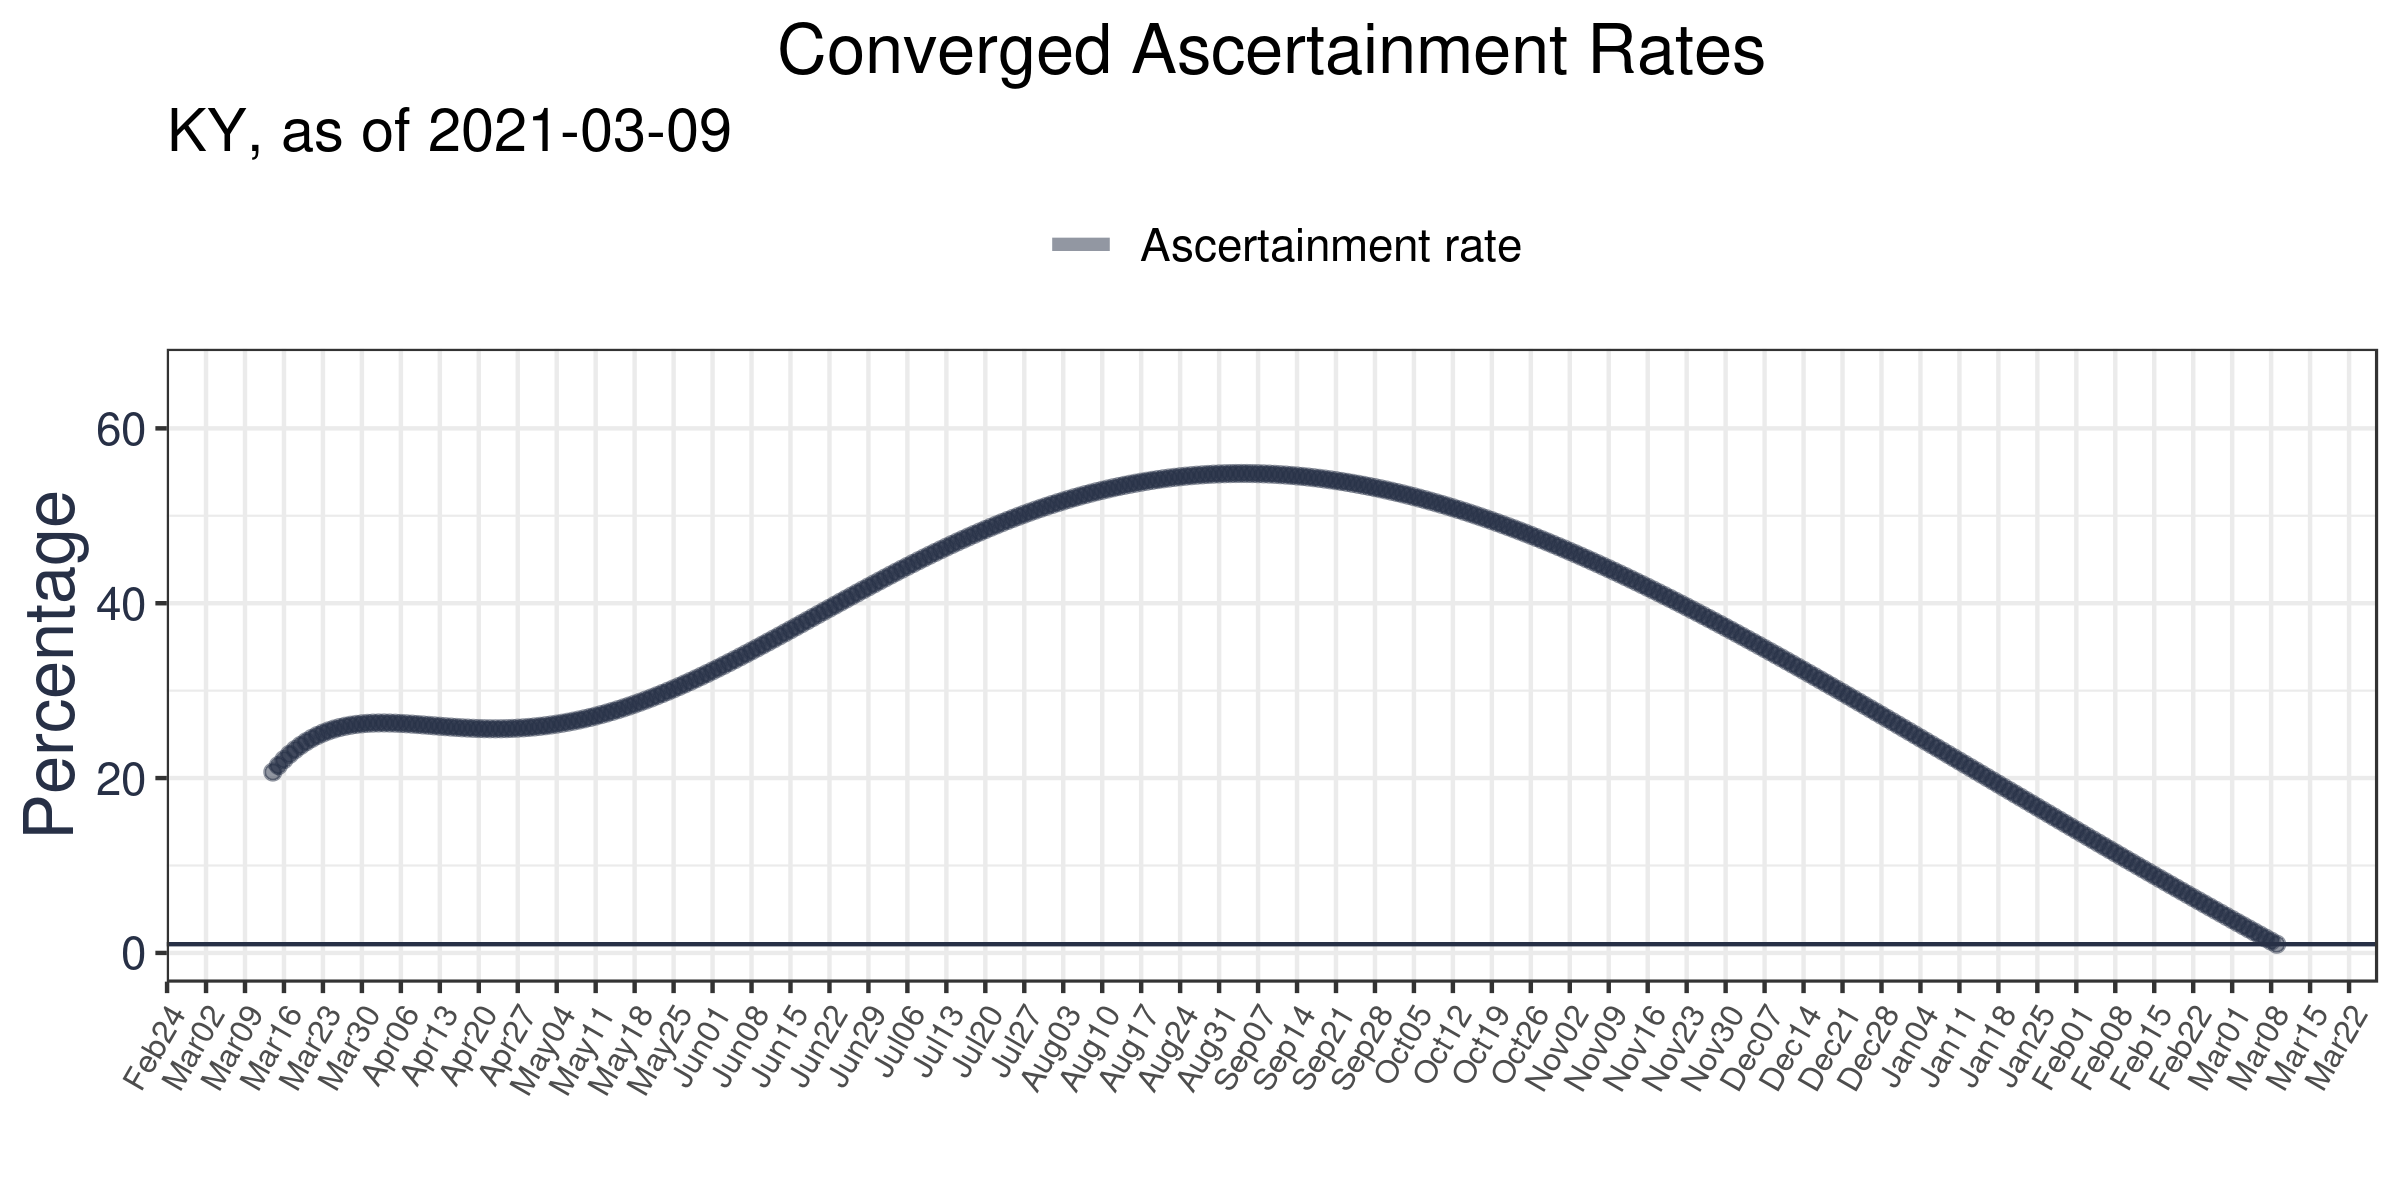 Converged Ascertainment Rates
KY, as of 2021-03-09
Ascertainment rate
Percentage
60
40
20
0
Feb24 Mar02 Mar09 Mar16 Mar23 Mar30 Apr06 Apr13 Apr20 Apr27 May04 May11 May18 May25 Jun01 Jun08 Jun15 Jun22 Jun29 Jul06 Jul13 Jul20 Jul27 Aug03 Aug10 Aug17 Aug24 Aug31 Sep07 Sep14 Sep21 Sep28 Oct05 Oct12 Oct19 Oct26 Nov02 Nov09 Nov16 Nov23 Nov30 Dec07 Dec14 Dec21 Dec28 Jan04 Jan11 Jan18 Jan25 Feb01 Feb08 Feb15 Feb22 Mar01 Mar08 Mar15 Mar22